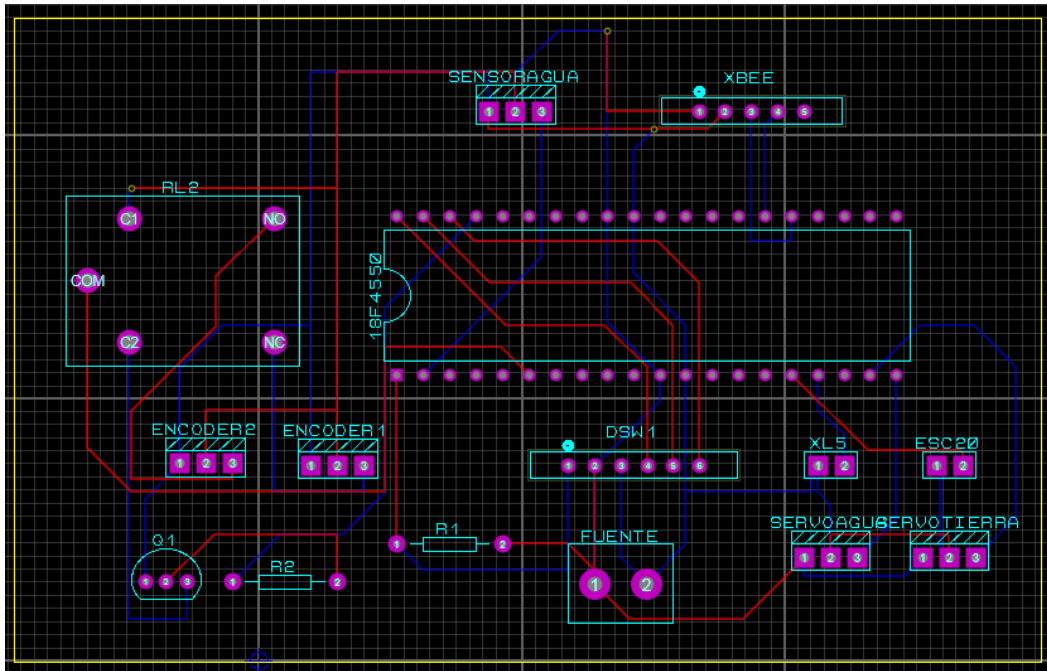 SENSORAGUA
XBEE
1 2 3
1 2 3 4 5
RL2
C1
NO
COM
18F4550
C2
NC
ENCODER2
ENCODER1
DSW1
XL5
ESC20
1 2 3
1 2 3
1 2 3 4 5 6
1 2
1 2
SERVOAGUA
SERVOTIERRA
Q1
R1
FUENTE
1 2
1 2 3
1 2 3
R2
1 2 3
1 2
1 2